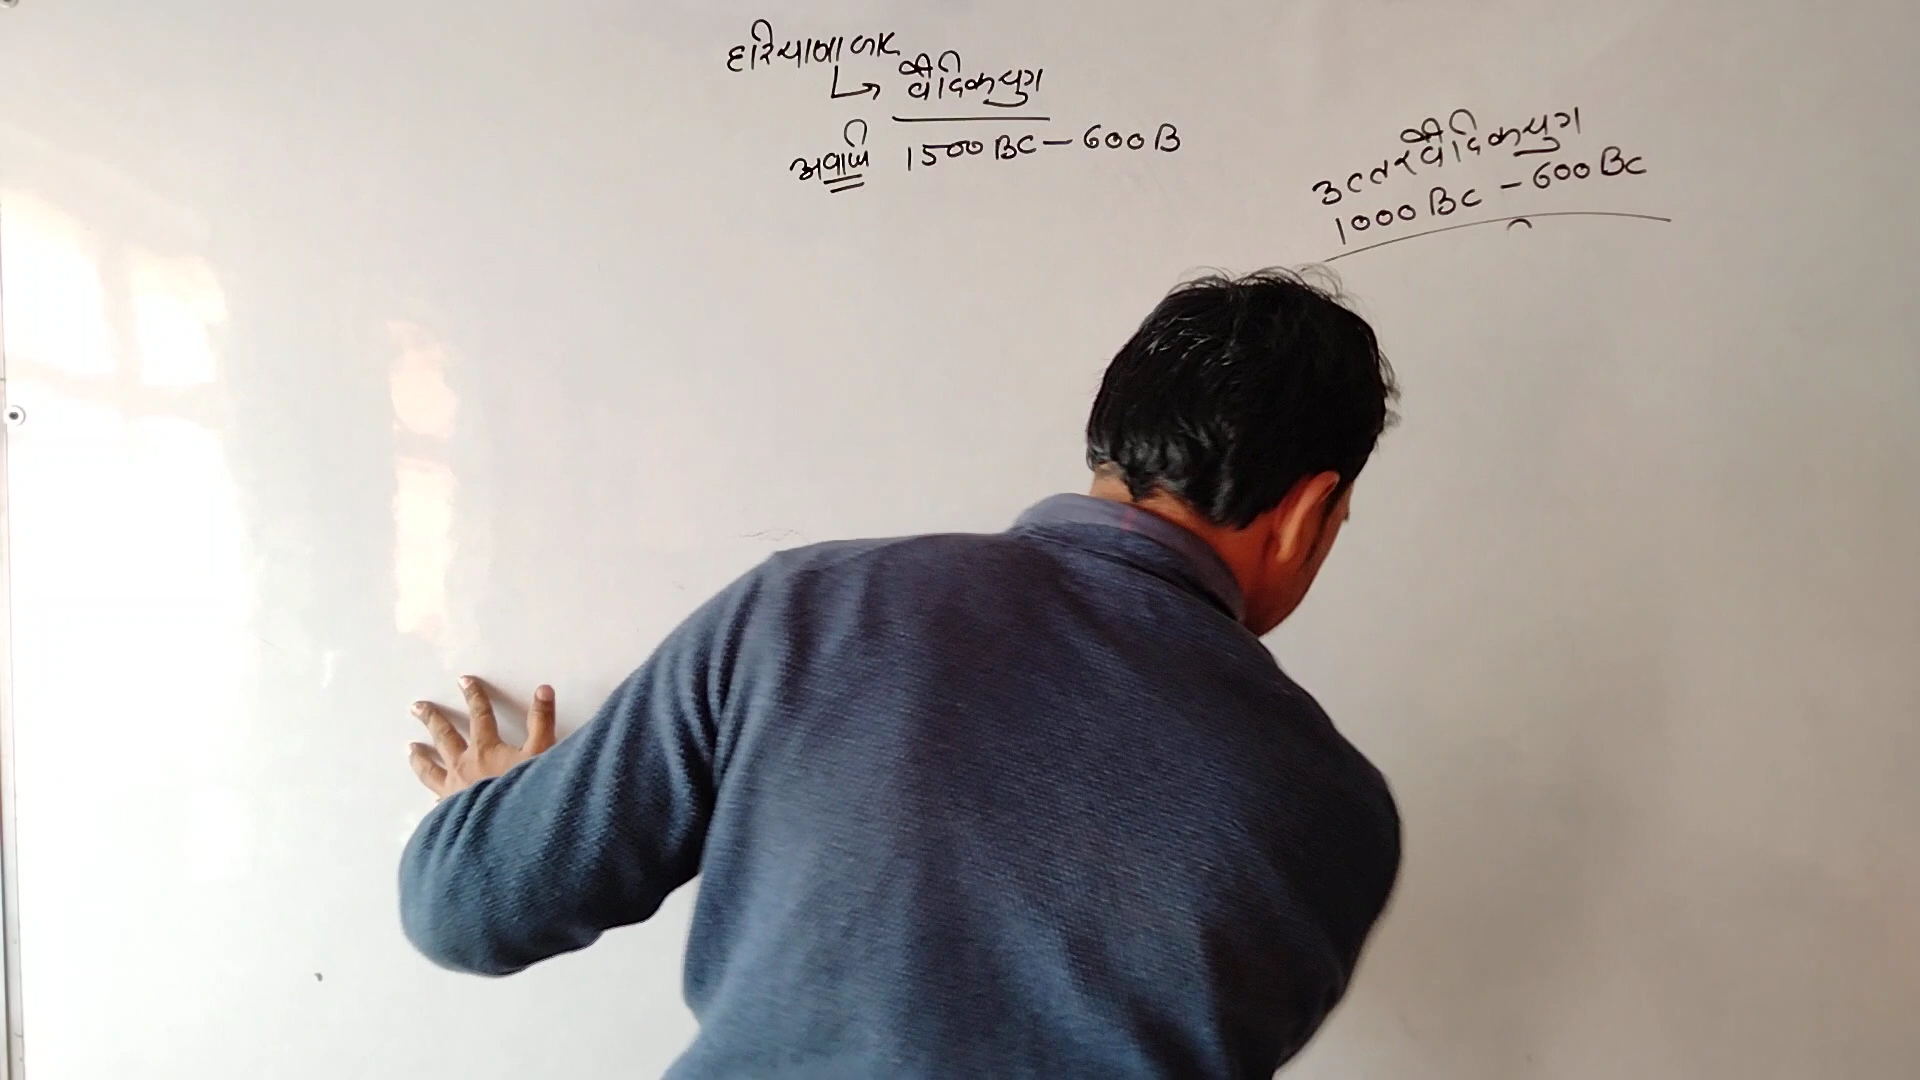 हरियाणा GK
वैदिक युग
अवधि 1500 BC - 600 B
उत्तर वैदिक युग
1000 BC - 600 BC